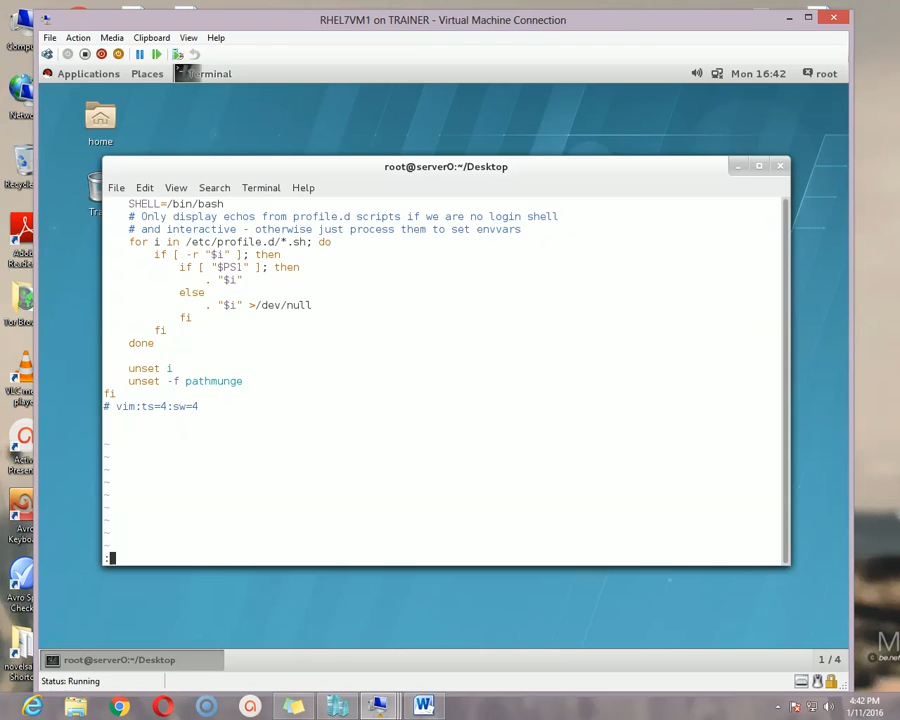 RHEL7VM1 on TRAINER - Virtual Machine Connection
File Action Media Clipboard View Help
Applications Places Terminal Mon 16:42 root
home
root@server0:~/Desktop
File Edit View Search Terminal Help
SHELL=/bin/bash
# Only display echos from profile.d scripts if we are no login shell
# and interactive - otherwise just process them to set envvars
for i in /etc/profile.d/*.sh; do
if [ -r "$i" ]; then
if [ "$PS1" ]; then
. "$i"
else
. "$i" >/dev/null
fi
fi
done
unset i
unset -f pathmunge
fi
# vim:ts=4:sw=4
~
~
~
~
~
~
~
~
~
:
root@server0:~/Desktop
1 / 4
Status: Running
be.net
4:42 PM
1/11/2016